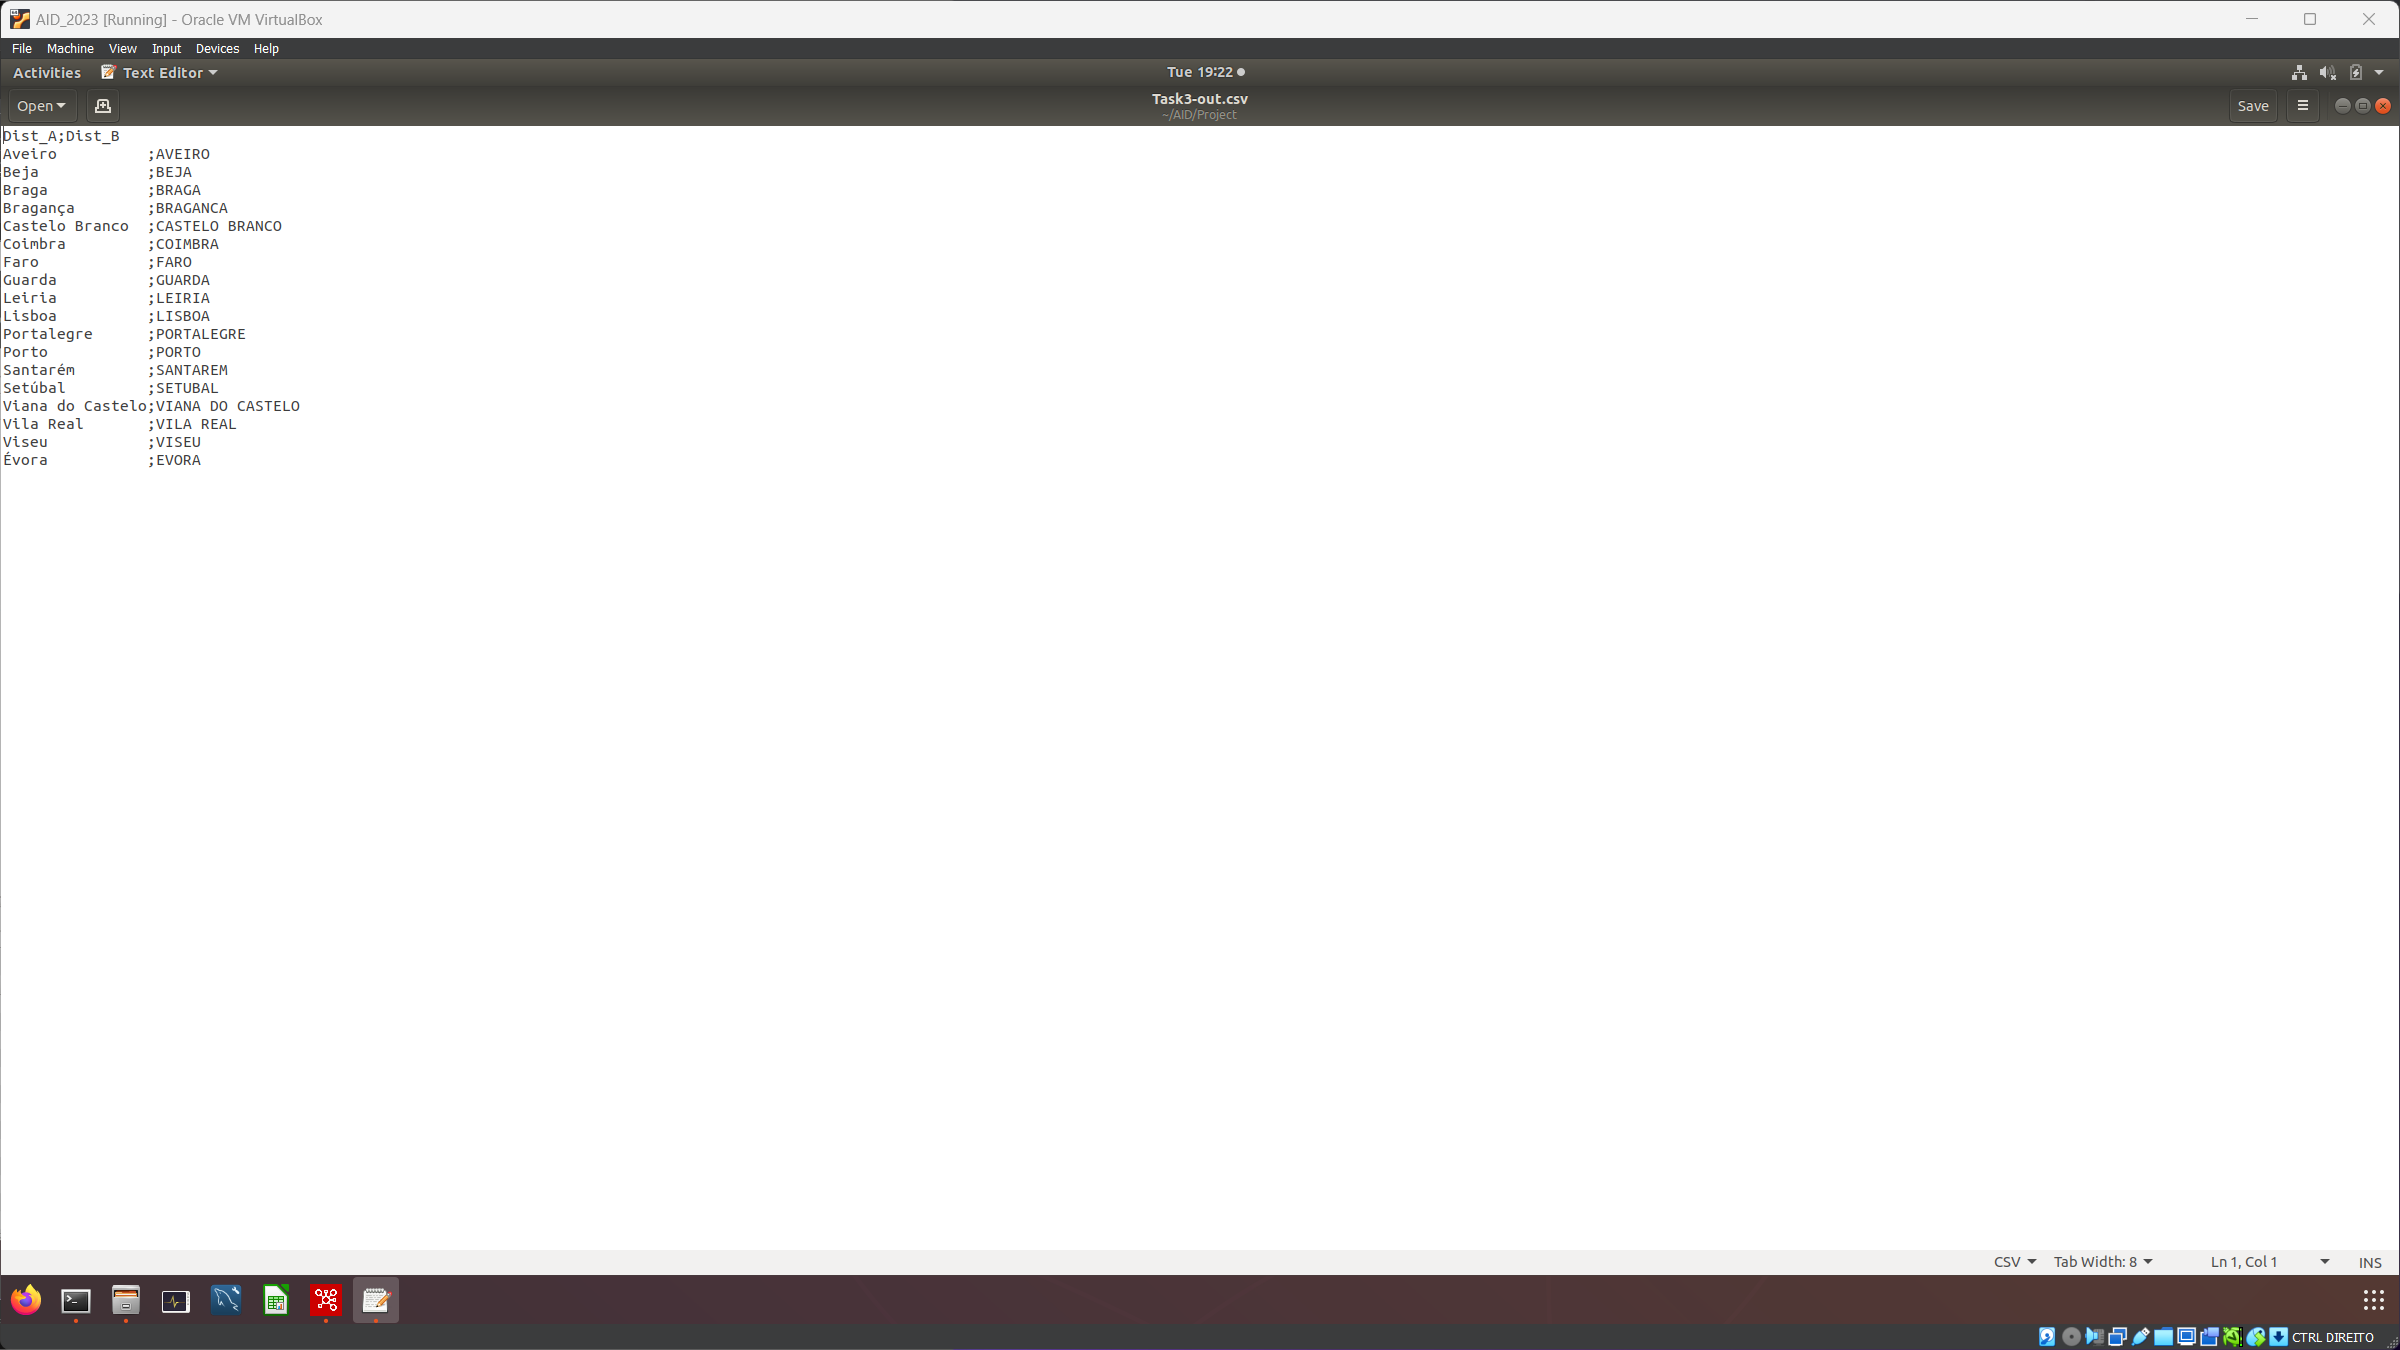 AID_2023 [Running] - Oracle VM VirtualBox
File Machine View Input Devices Help
Activities Text Editor Tue 19:22
Open Task3-out.csv Save
~/AID/Project
Dist_A;Dist_B
Aveiro          ;AVEIRO
Beja            ;BEJA
Braga           ;BRAGA
Bragança        ;BRAGANCA
Castelo Branco  ;CASTELO BRANCO
Coimbra         ;COIMBRA
Faro            ;FARO
Guarda          ;GUARDA
Leiria          ;LEIRIA
Lisboa          ;LISBOA
Portalegre      ;PORTALEGRE
Porto           ;PORTO
Santarém        ;SANTAREM
Setúbal         ;SETUBAL
Viana do Castelo;VIANA DO CASTELO
Vila Real       ;VILA REAL
Viseu           ;VISEU
Évora           ;EVORA
CSV Tab Width: 8 Ln 1, Col 1 INS
CTRL DIREITO